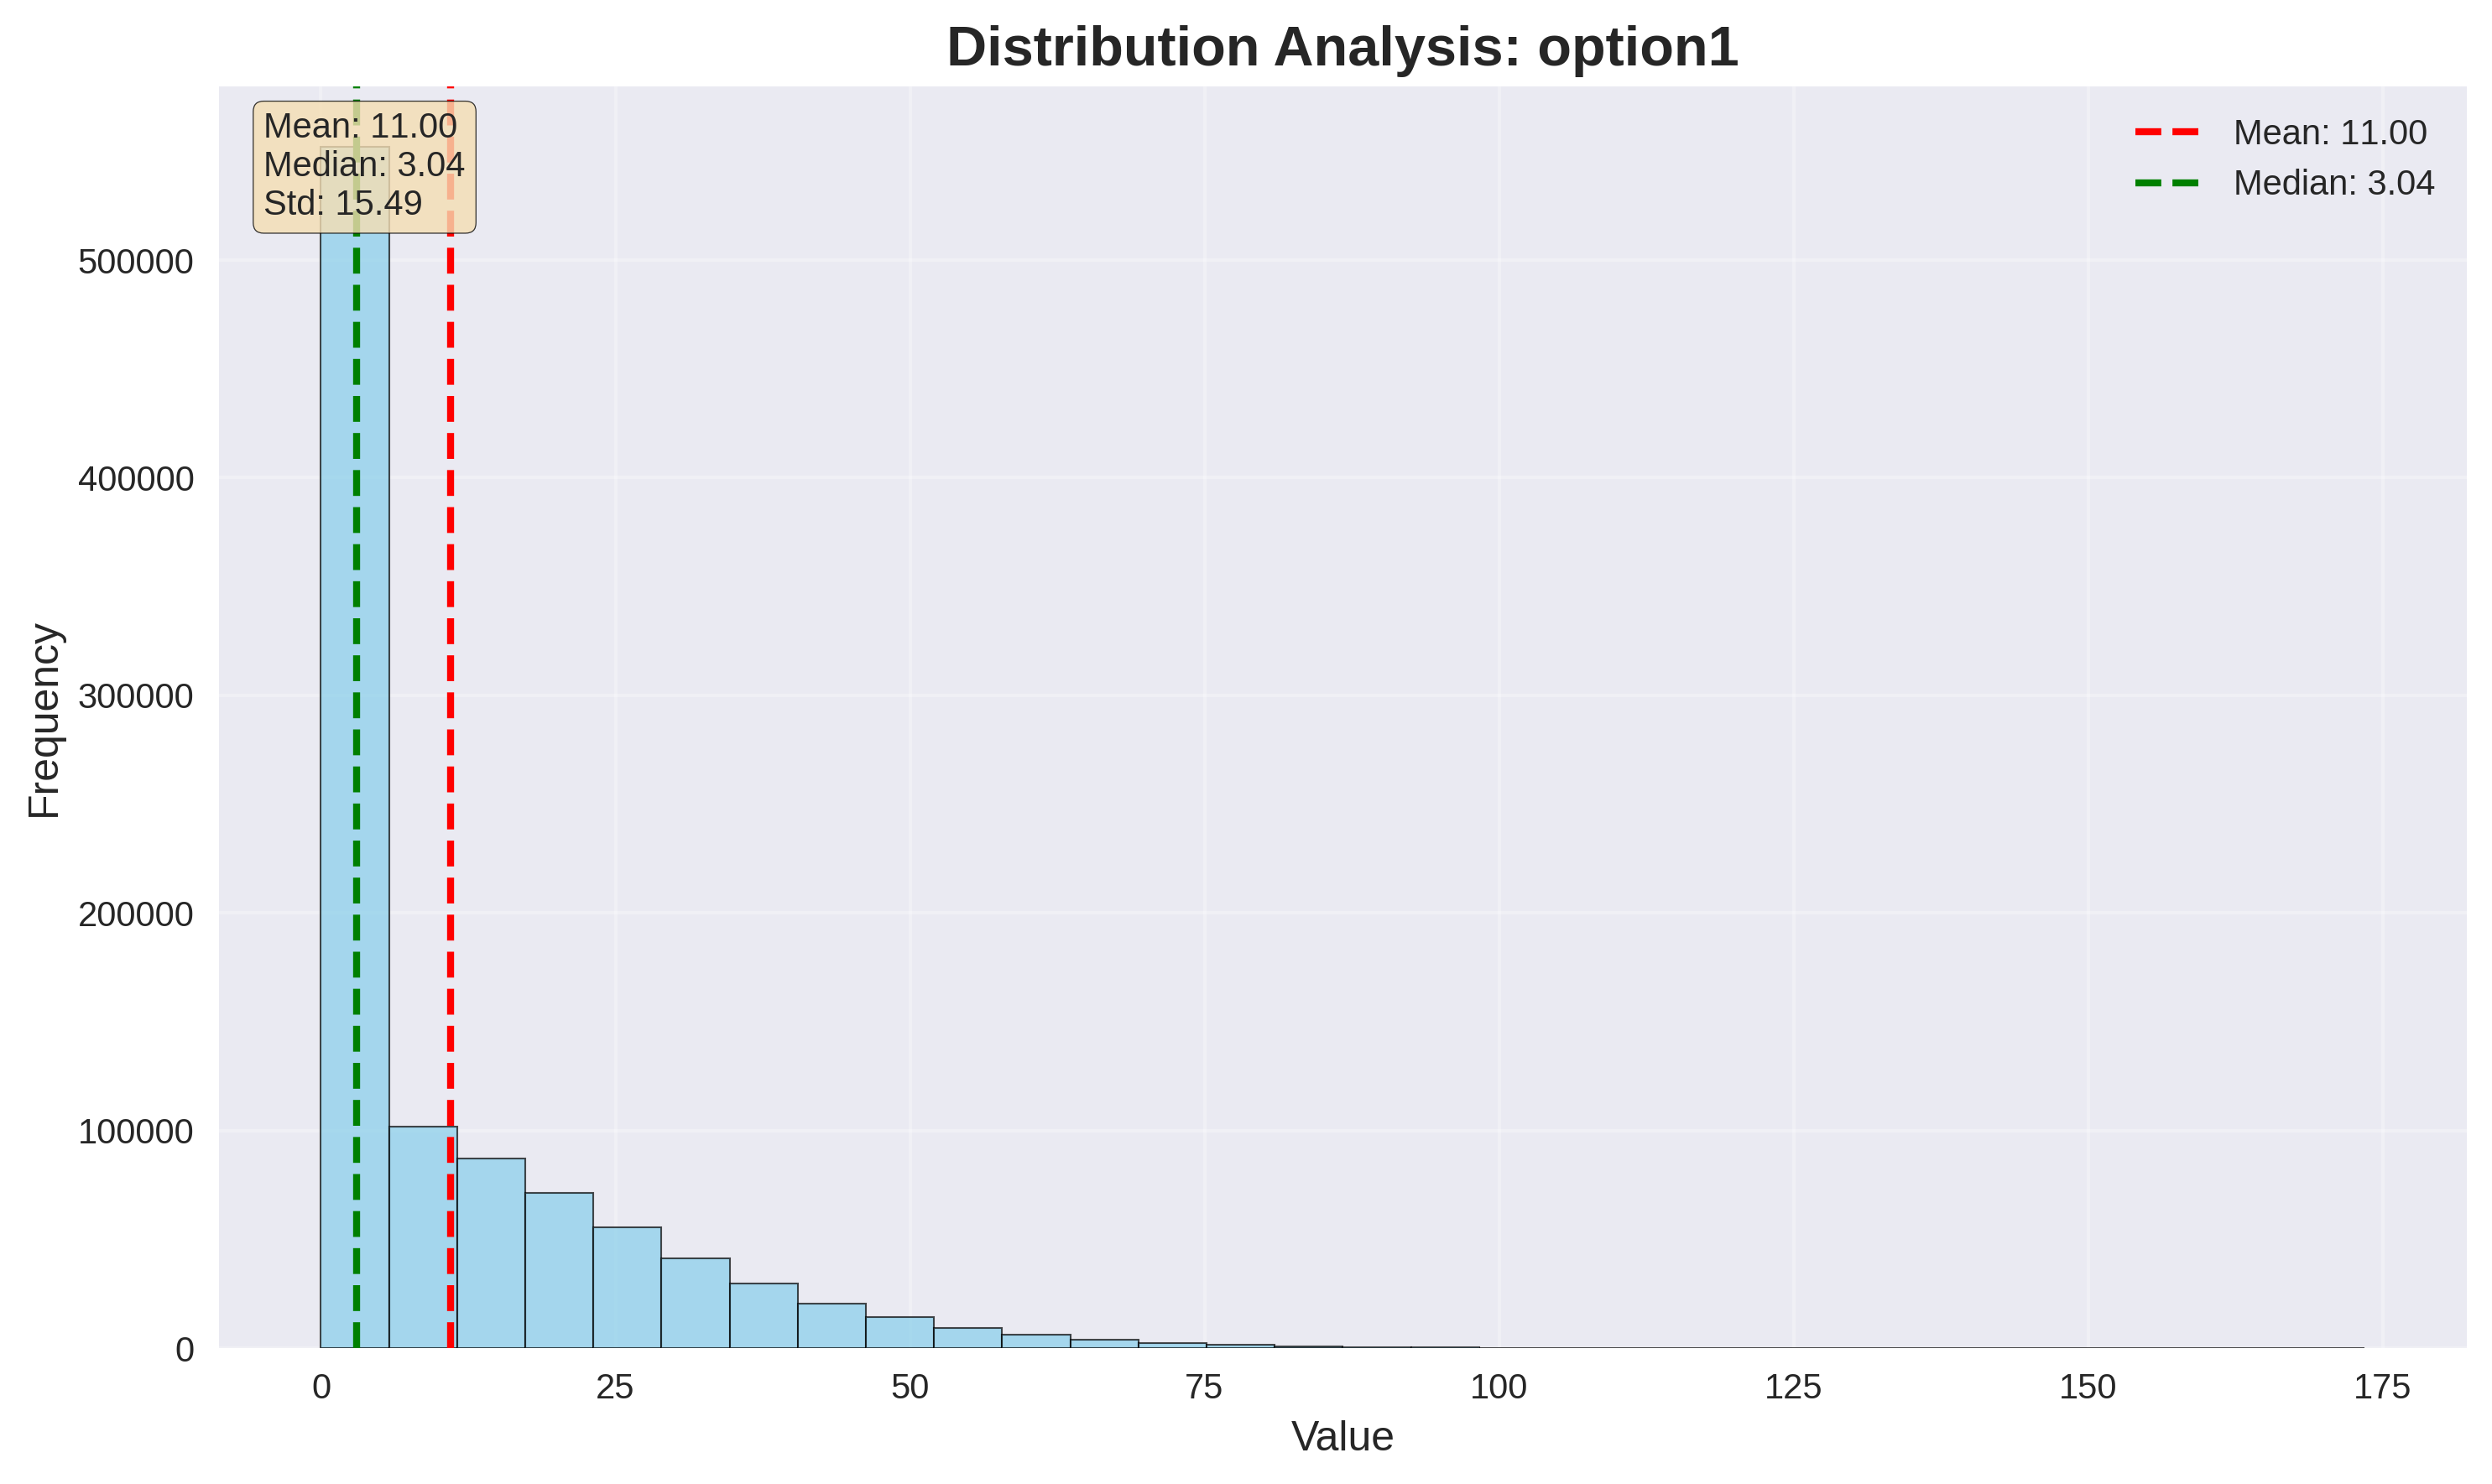 Distribution Analysis: option1
Mean: 11.00
Median: 3.04
Std: 15.49
Mean: 11.00
Median: 3.04
500000
400000
300000
200000
100000
0
Frequency
0 25 50 75 100 125 150 175
Value